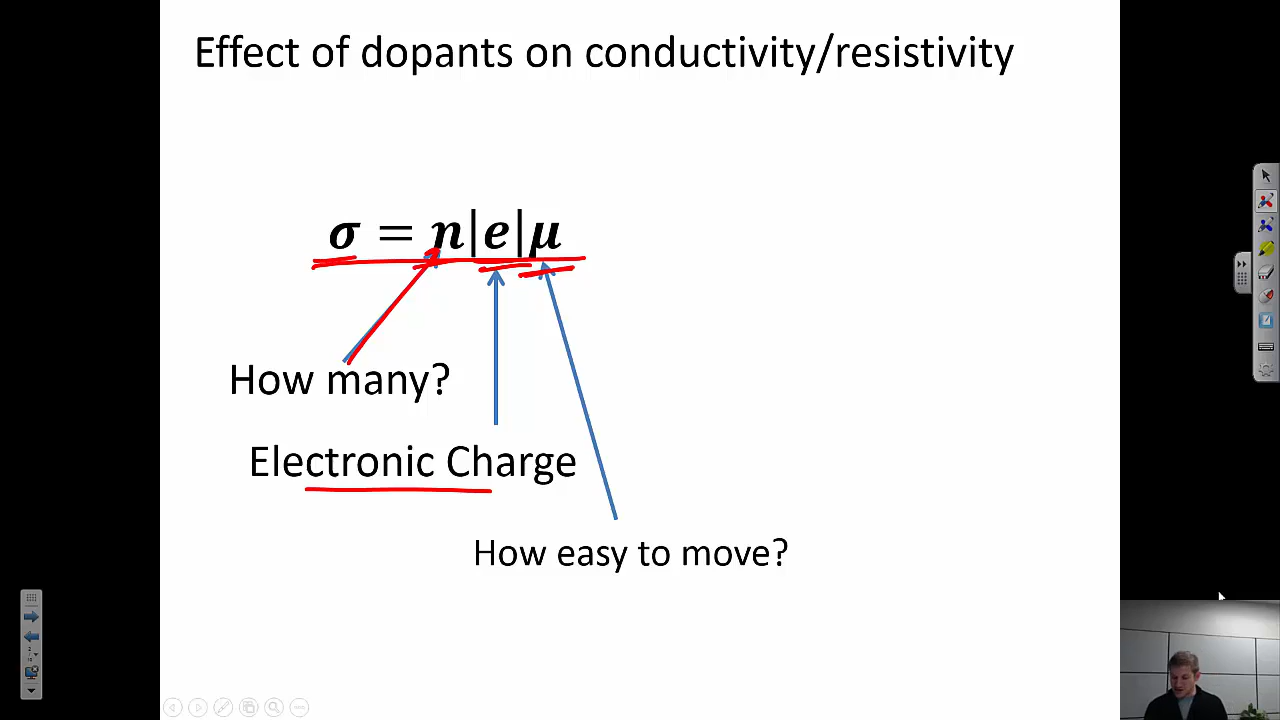 Effect of dopants on conductivity/resistivity
σ = n|e|μ
How many?
Electronic Charge
How easy to move?